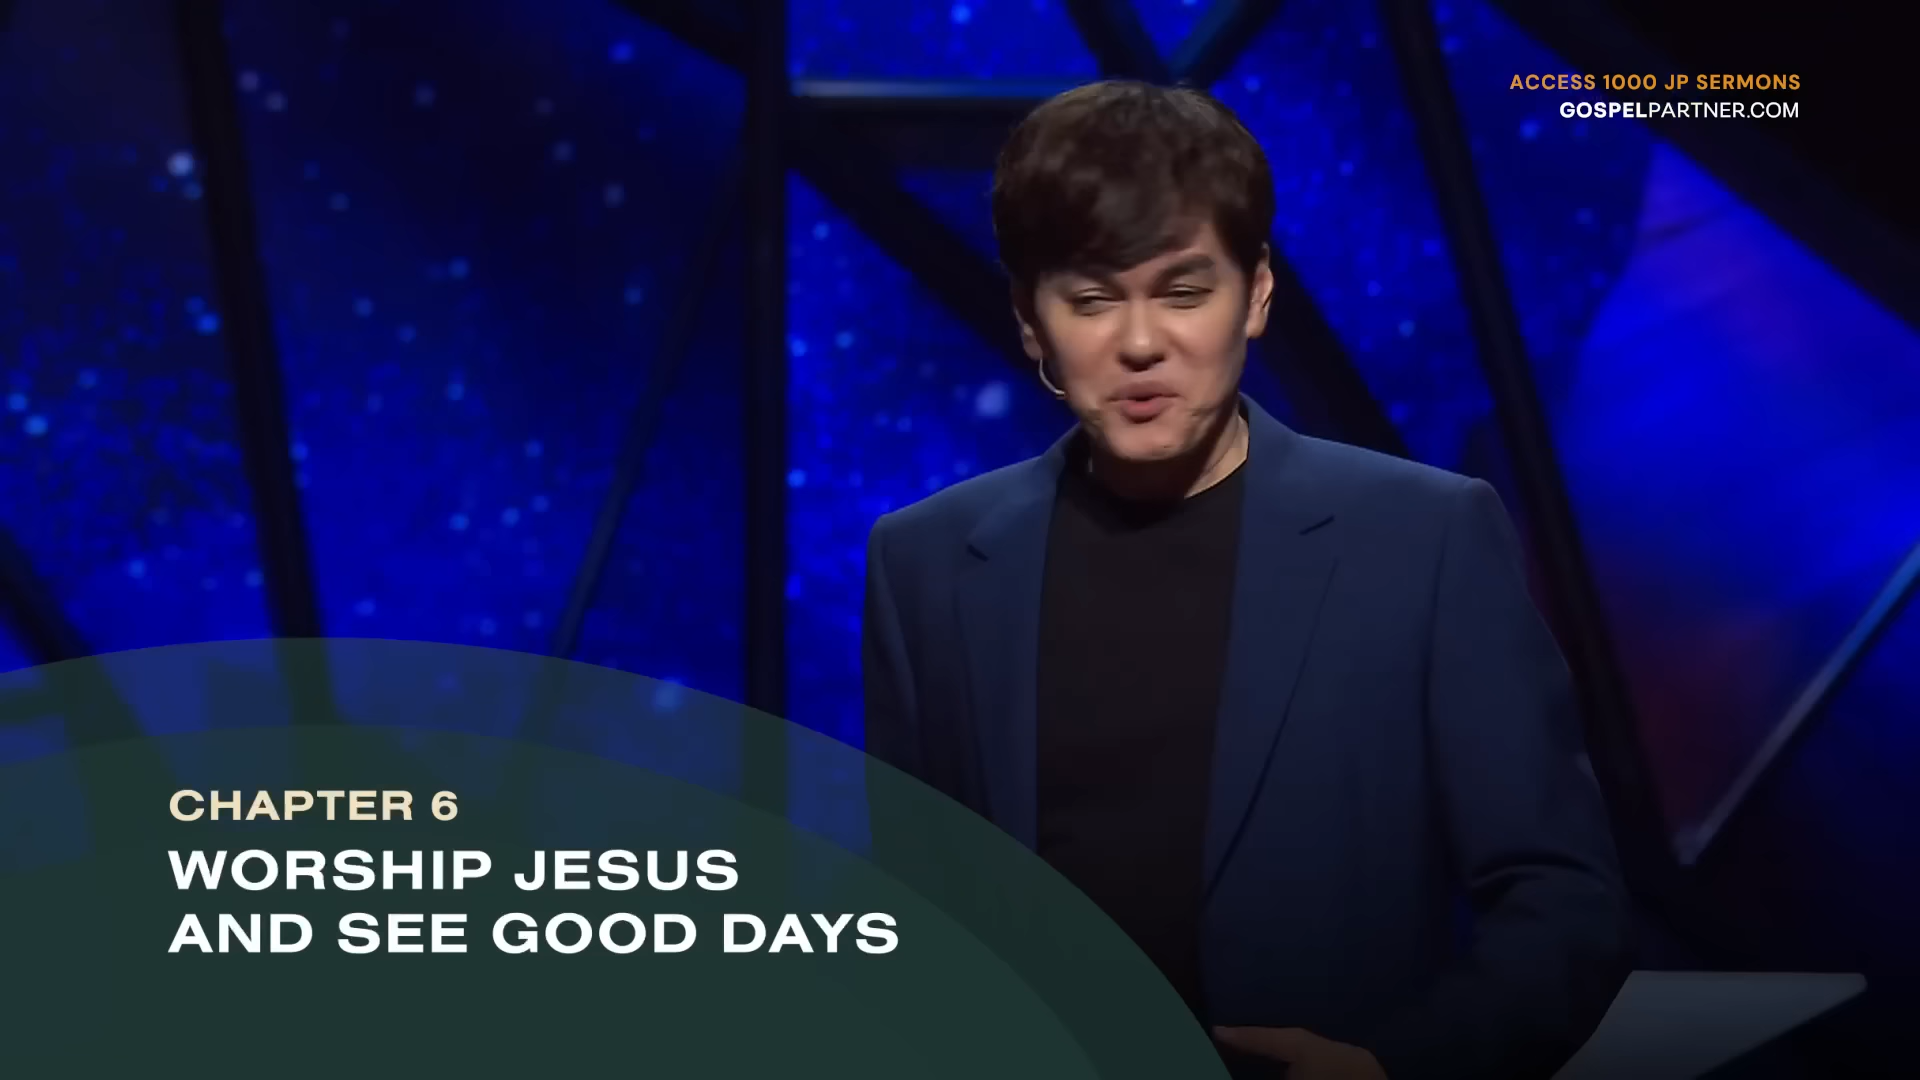 ACCESS 1000 JP SERMONS
GOSPELPARTNER.COM
CHAPTER 6
WORSHIP JESUS
AND SEE GOOD DAYS